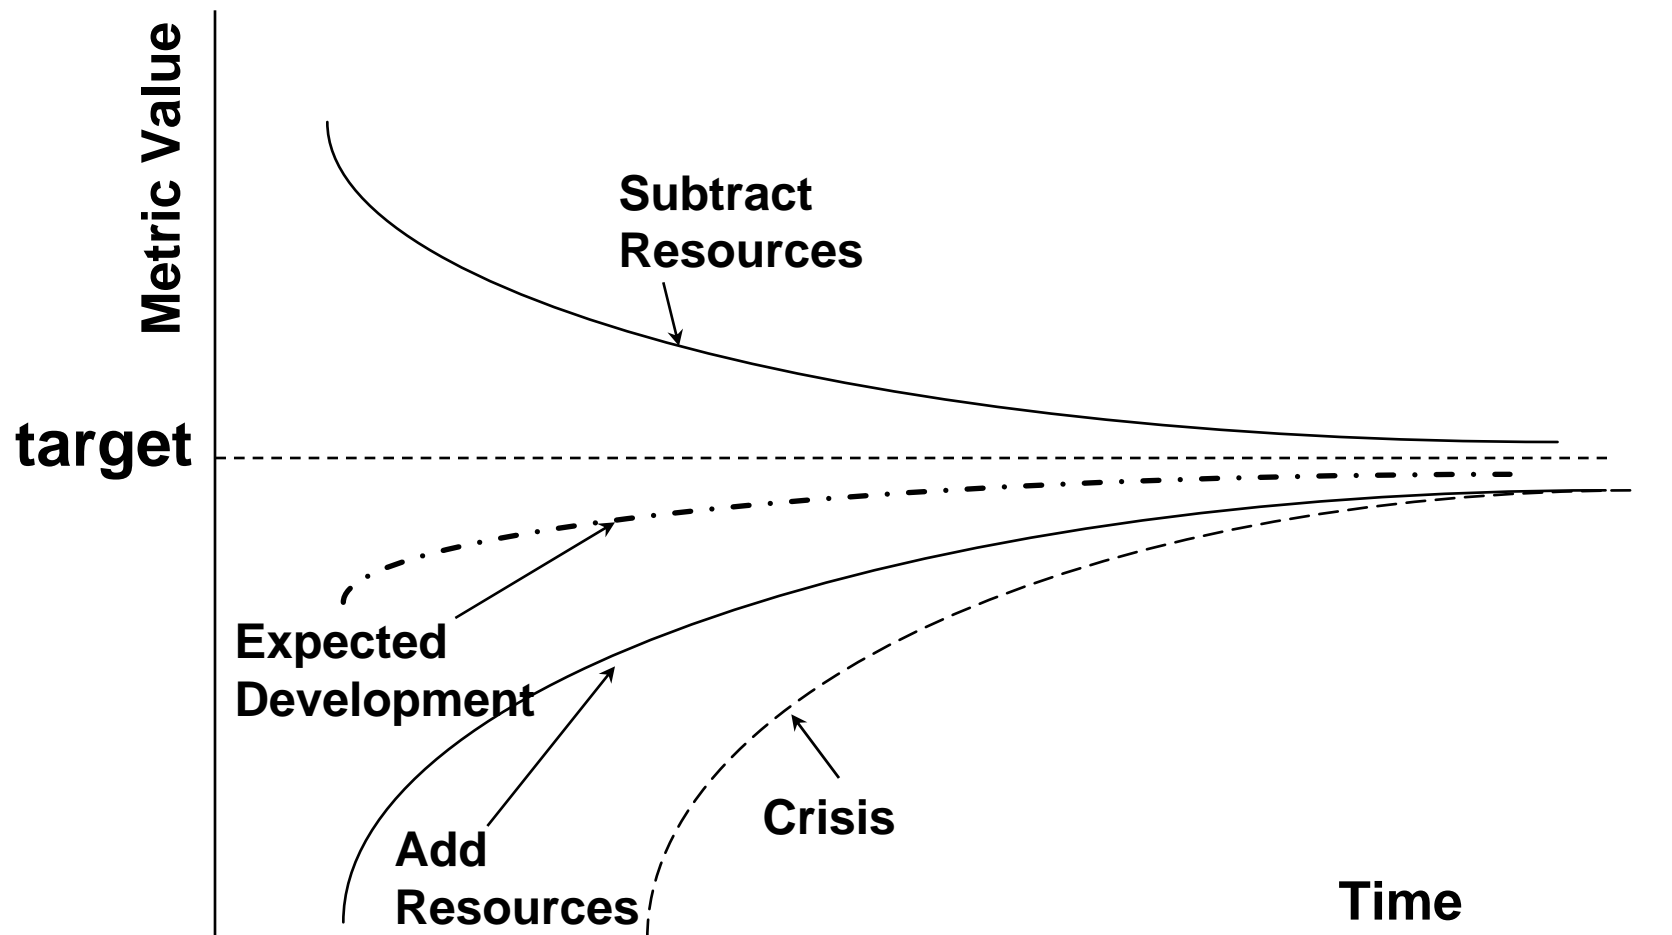 Metric Value
Subtract
Resources
target
Expected
Development
Crisis
Add
Resources
Time